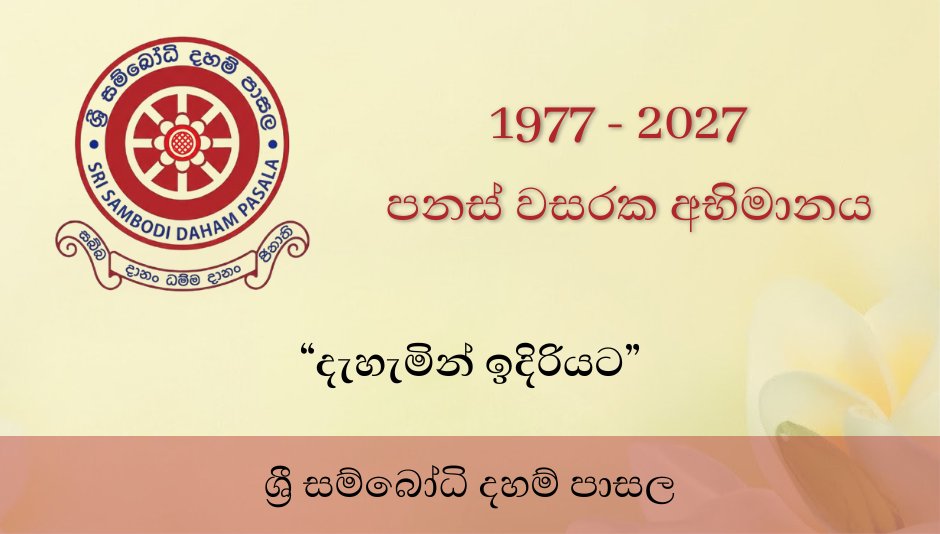 ශ්‍රී සම්බෝධි දහම් පාසල
SRI SAMBODI DAHAM PASALA
සබ්බ දානං ධම්ම දානං ජිනාති
1977 - 2027
පනස් වසරක අභිමානය
“දැහැමින් ඉදිරියට”
ශ්‍රී සම්බෝධි දහම් පාසල